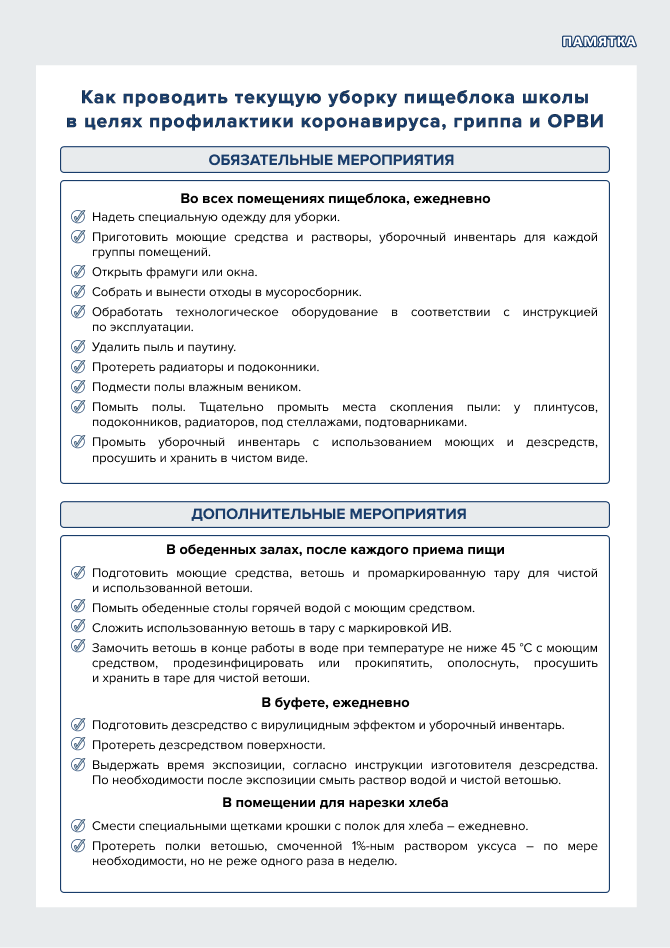 ПАМЯТКА
Как проводить текущую уборку пищеблока школы
в целях профилактики коронавируса, гриппа и ОРВИ
ОБЯЗАТЕЛЬНЫЕ МЕРОПРИЯТИЯ
Во всех помещениях пищеблока, ежедневно
Надеть специальную одежду для уборки.
Приготовить моющие средства и растворы, уборочный инвентарь для каждой
группы помещений.
Открыть фрамуги или окна.
Собрать и вынести отходы в мусоросборник.
Обработать технологическое оборудование в соответствии с инструкцией
по эксплуатации.
Удалить пыль и паутину.
Протереть радиаторы и подоконники.
Подмести полы влажным веником.
Помыть полы. Тщательно промыть места скопления пыли: у плинтусов,
подоконников, радиаторов, под стеллажами, подтоварниками.
Промыть уборочный инвентарь с использованием моющих и дезсредств,
просушить и хранить в чистом виде.
ДОПОЛНИТЕЛЬНЫЕ МЕРОПРИЯТИЯ
В обеденных залах, после каждого приема пищи
Подготовить моющие средства, ветошь и промаркированную тару для чистой
и использованной ветоши.
Помыть обеденные столы горячей водой с моющим средством.
Сложить использованную ветошь в тару с маркировкой ИВ.
Замочить ветошь в конце работы в воде при температуре не ниже 45 °С с моющим
средством, продезинфицировать или прокипятить, ополоснуть, просушить
и хранить в таре для чистой ветоши.
В буфете, ежедневно
Подготовить дезсредство с вирулицидным эффектом и уборочный инвентарь.
Протереть дезсредством поверхности.
Выдержать время экспозиции, согласно инструкции изготовителя дезсредства.
По необходимости после экспозиции смыть раствор водой и чистой ветошью.
В помещении для нарезки хлеба
Смести специальными щетками крошки с полок для хлеба – ежедневно.
Протереть полки ветошью, смоченной 1%-ным раствором уксуса – по мере
необходимости, но не реже одного раза в неделю.